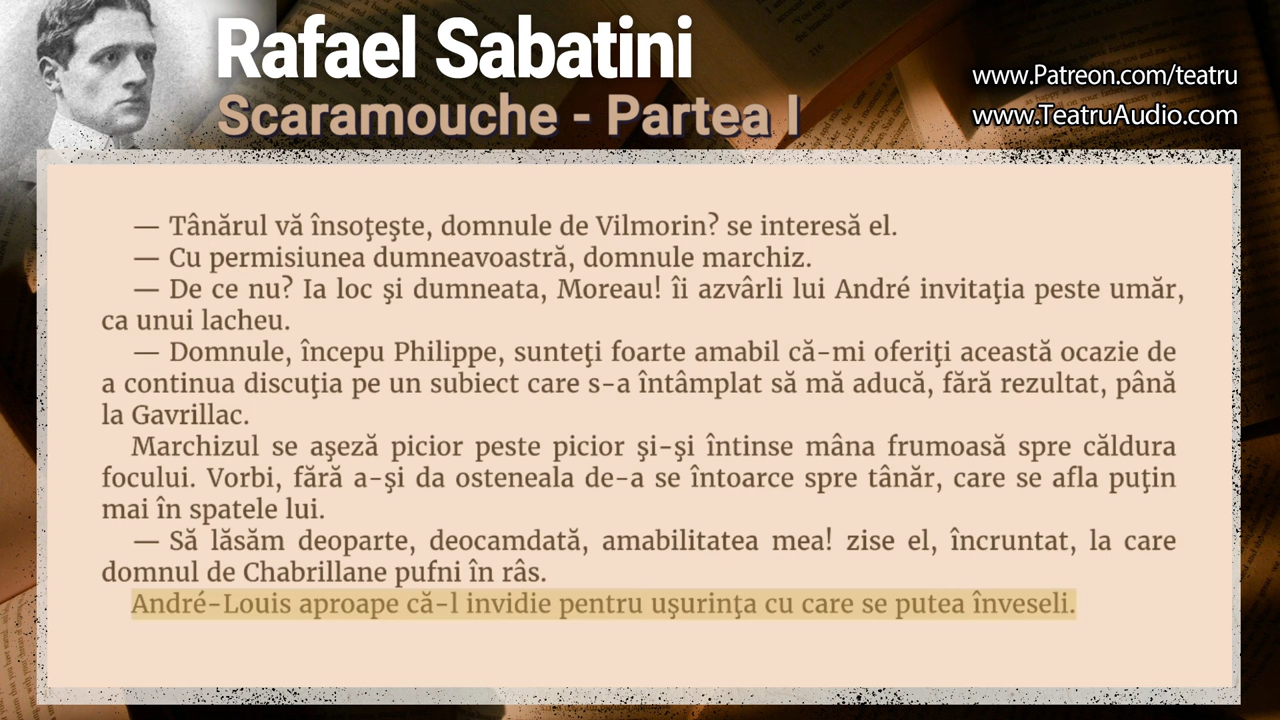 Rafael Sabatini
Scaramouche - Partea I
www.Patreon.com/teatru
www.TeatruAudio.com
— Tânărul vă însoţeşte, domnule de Vilmorin? se interesă el.
— Cu permisiunea dumneavoastră, domnule marchiz.
— De ce nu? Ia loc şi dumneata, Moreau! îi azvârli lui André invitaţia peste umăr,
ca unui lacheu.
— Domnule, începu Philippe, sunteţi foarte amabil că-mi oferiţi această ocazie de
a continua discuţia pe un subiect care s-a întâmplat să mă aducă, fără rezultat, până
la Gavrillac.
Marchizul se aşeză picior peste picior şi-şi întinse mâna frumoasă spre căldura
focului. Vorbi, fără a-şi da osteneala de-a se întoarce spre tânăr, care se afla puţin
mai în spatele lui.
— Să lăsăm deoparte, deocamdată, amabilitatea mea! zise el, încruntat, la care
domnul de Chabrillane pufni în râs.
André-Louis aproape că-l invidie pentru uşurinţa cu care se putea înveseli.